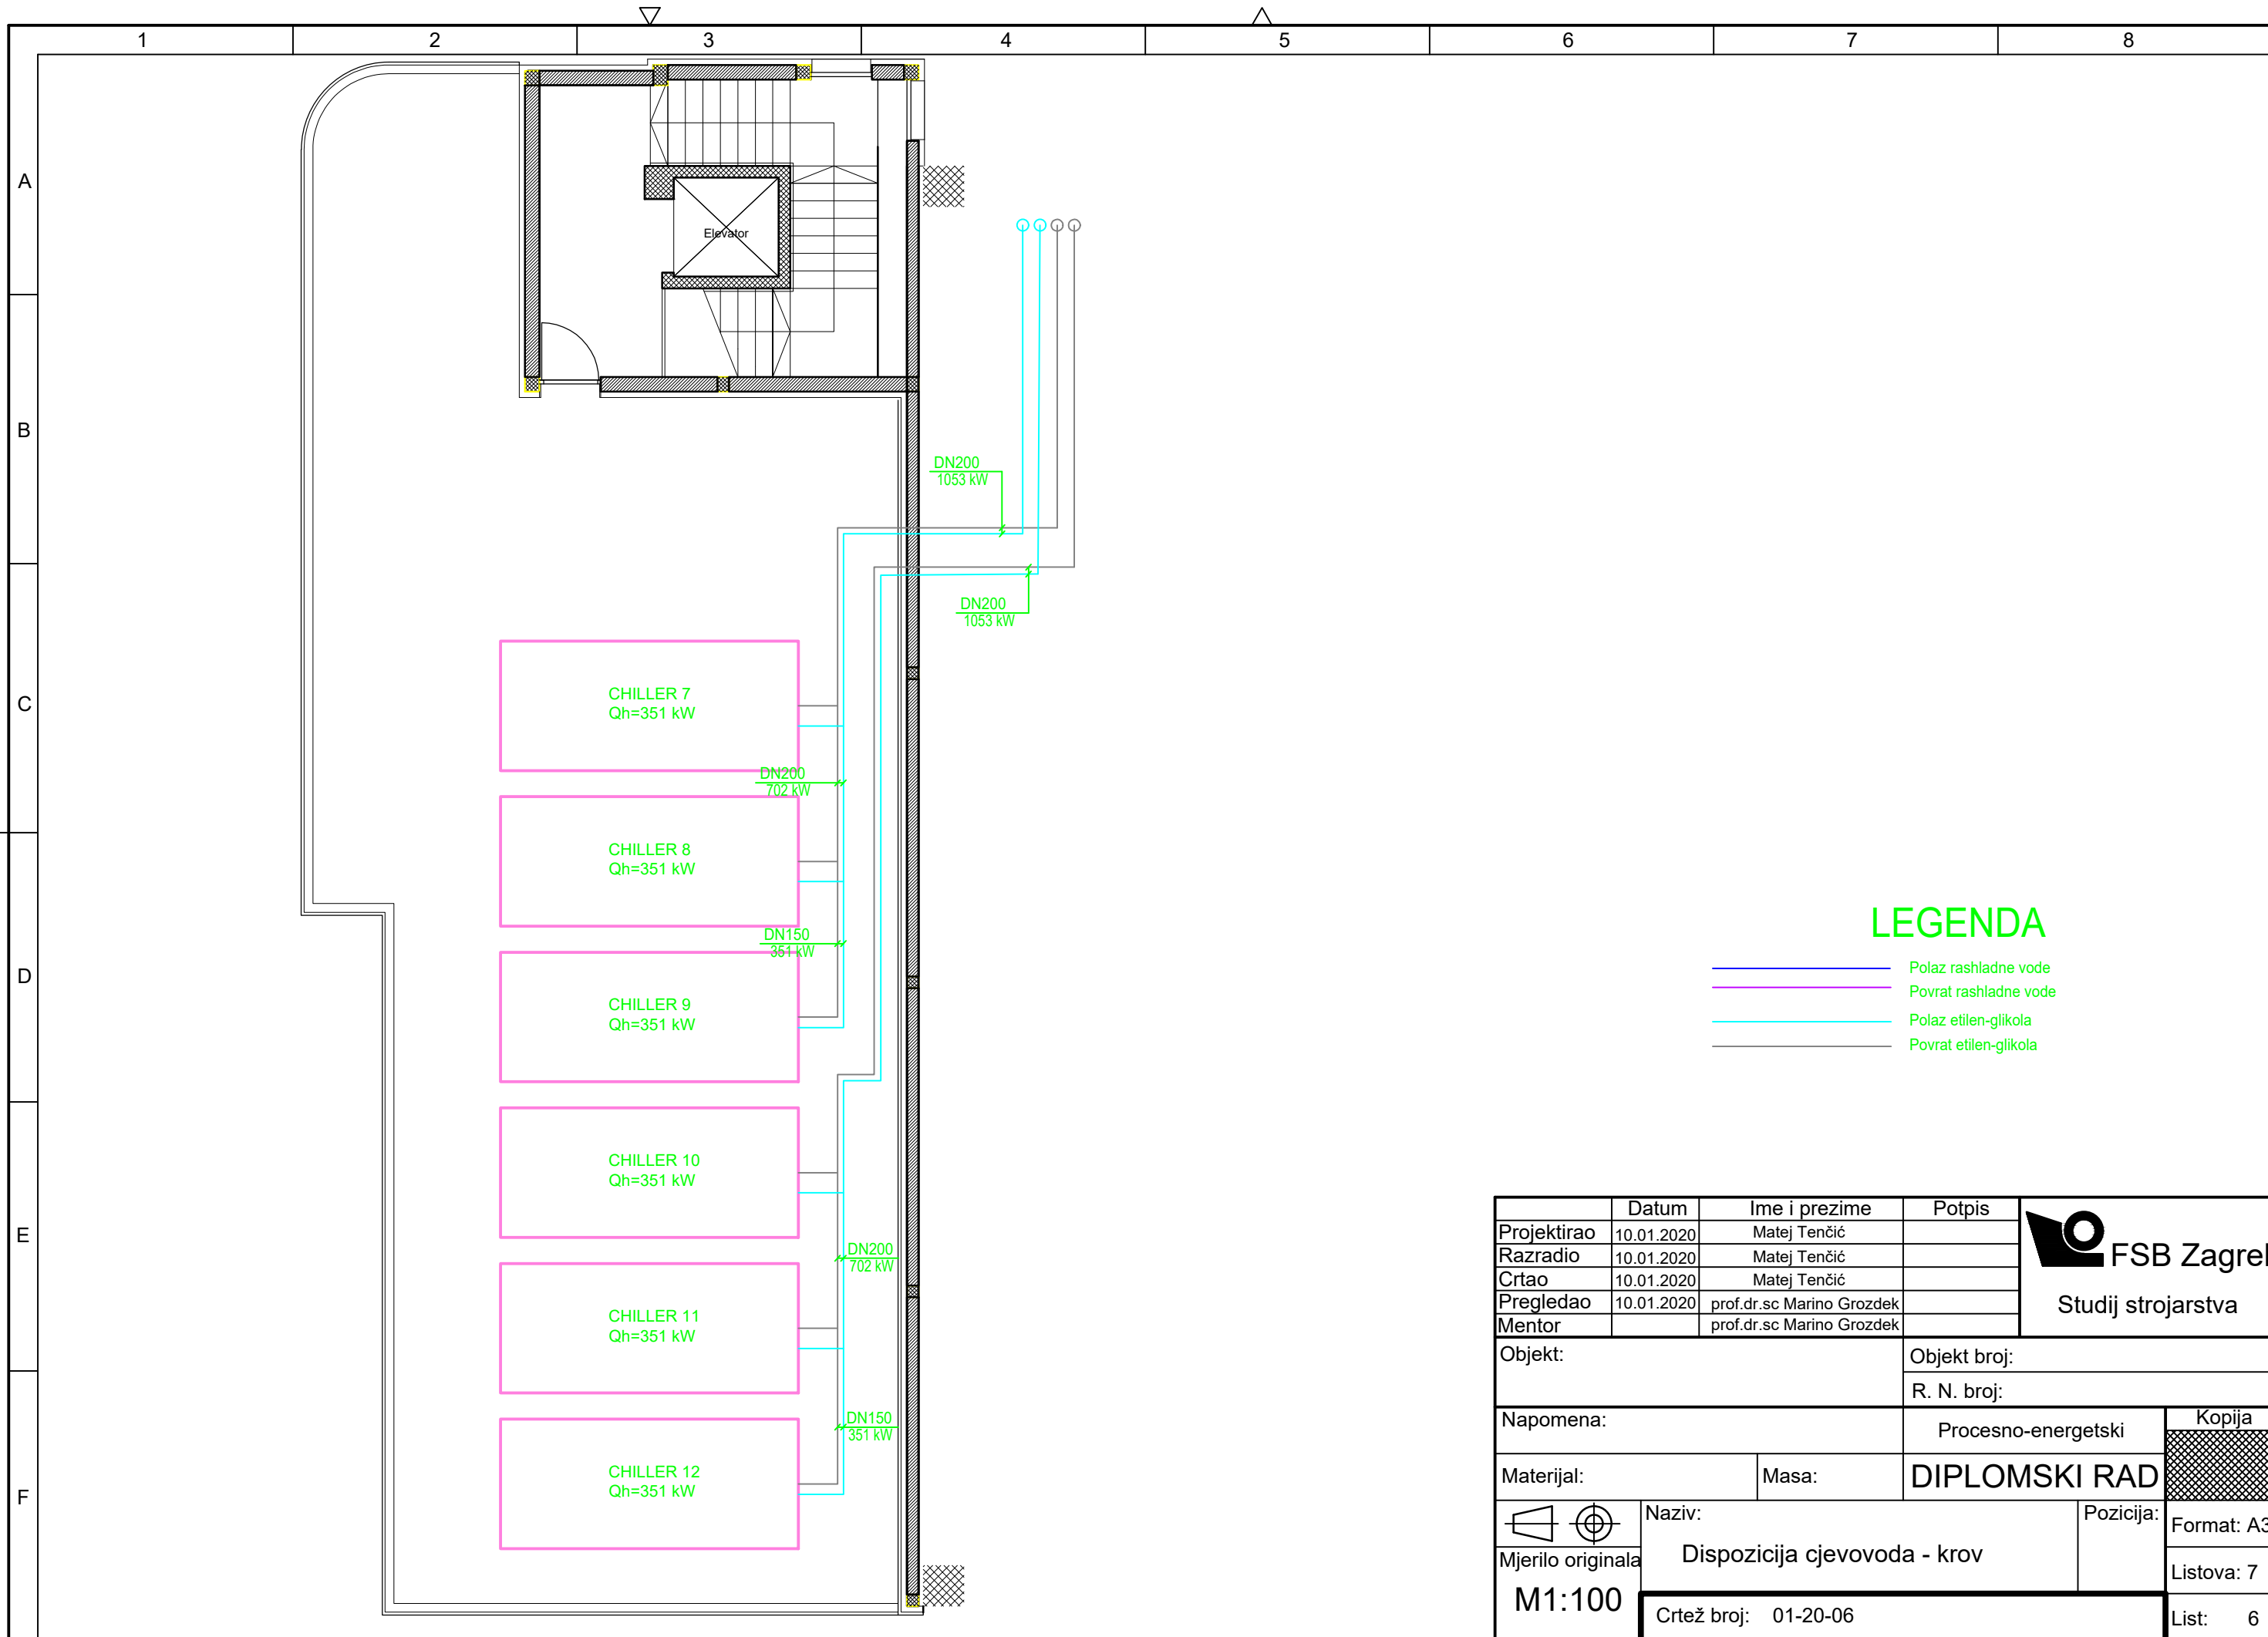 1 2 3 4 5 6 7 8
A
B
C
D
E
F
Elevator
DN200
1053 kW
DN200
1053 kW
CHILLER 7
Qh=351 kW
DN200
702 kW
CHILLER 8
Qh=351 kW
DN150
351 kW
CHILLER 9
Qh=351 kW
CHILLER 10
Qh=351 kW
DN200
702 kW
CHILLER 11
Qh=351 kW
DN150
351 kW
CHILLER 12
Qh=351 kW
LEGENDA
Polaz rashladne vode
Povrat rashladne vode
Polaz etilen-glikola
Povrat etilen-glikola
Datum Ime i prezime Potpis
Projektirao 10.01.2020 Matej Tenčić
Razradio 10.01.2020 Matej Tenčić
Crtao 10.01.2020 Matej Tenčić
Pregledao 10.01.2020 prof.dr.sc Marino Grozdek
Mentor prof.dr.sc Marino Grozdek
FSB
Studij strojarstva
Objekt:
Objekt broj:
R. N. broj:
Napomena:
Procesno-energetski
Kopija
Materijal:
Masa:
DIPLOMSKI RAD
Naziv:
Pozicija:
Format: A3
Mjerilo originala
Dispozicija cjevovoda - krov
Listova: 7
M1:100
Crtež broj: 01-20-06
List: 6